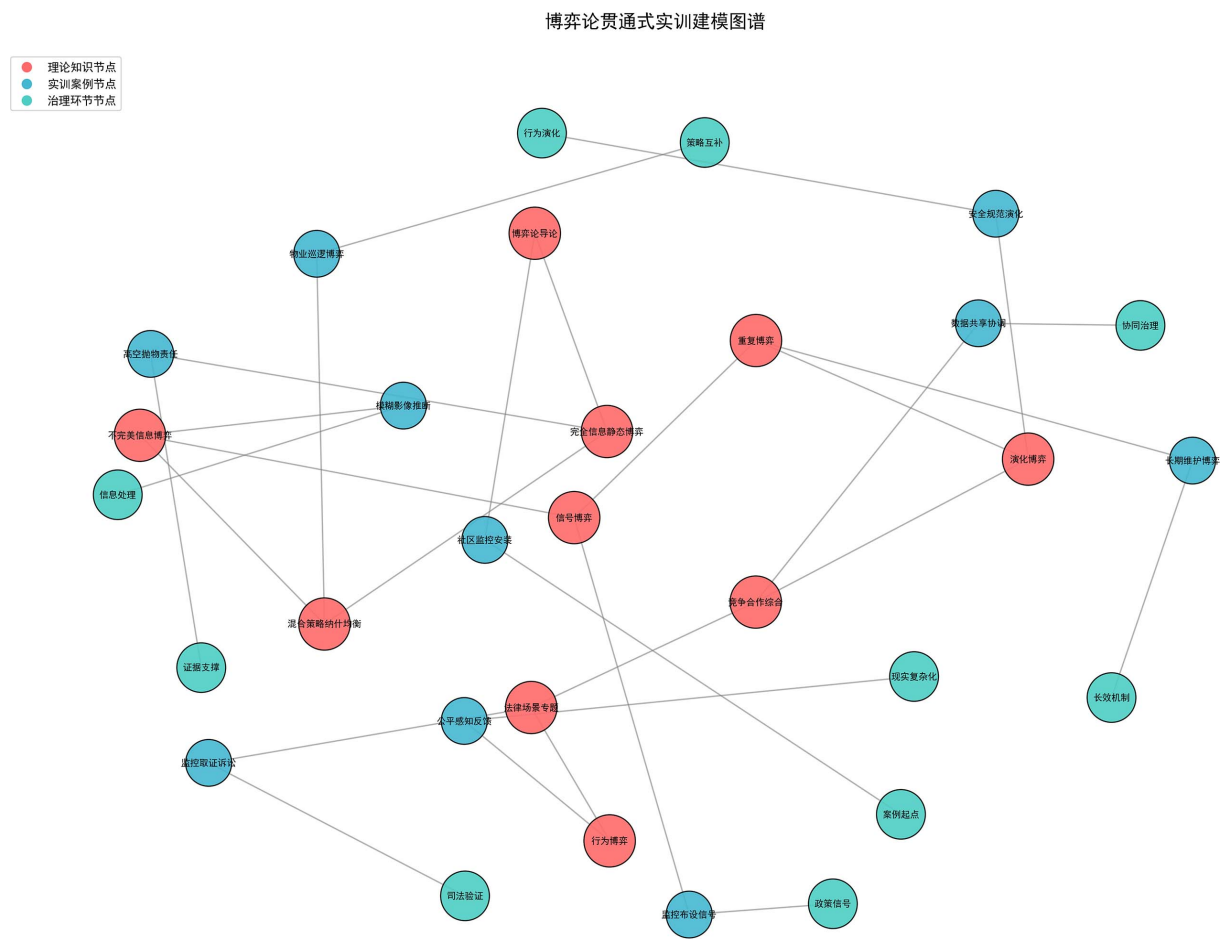 博弈论贯通式实训建模图谱
理论知识节点
实训案例节点
治理环节节点
行为演化
策略互补
安全规范演化
博弈论导论
物业巡逻博弈
数据共享协调
协同治理
重复博弈
高空抛物责任
模糊影像推断
不完美信息博弈
完全信息静态博弈
演化博弈
长期维护博弈
信息处理
信号博弈
社区监控安装
竞争合作综合
混合策略纳什均衡
证据支撑
现实复杂化
长效机制
法律场景专题
公平感知反馈
监控取证诉讼
案例起点
行为博弈
司法验证
政策信号
监控布设信号